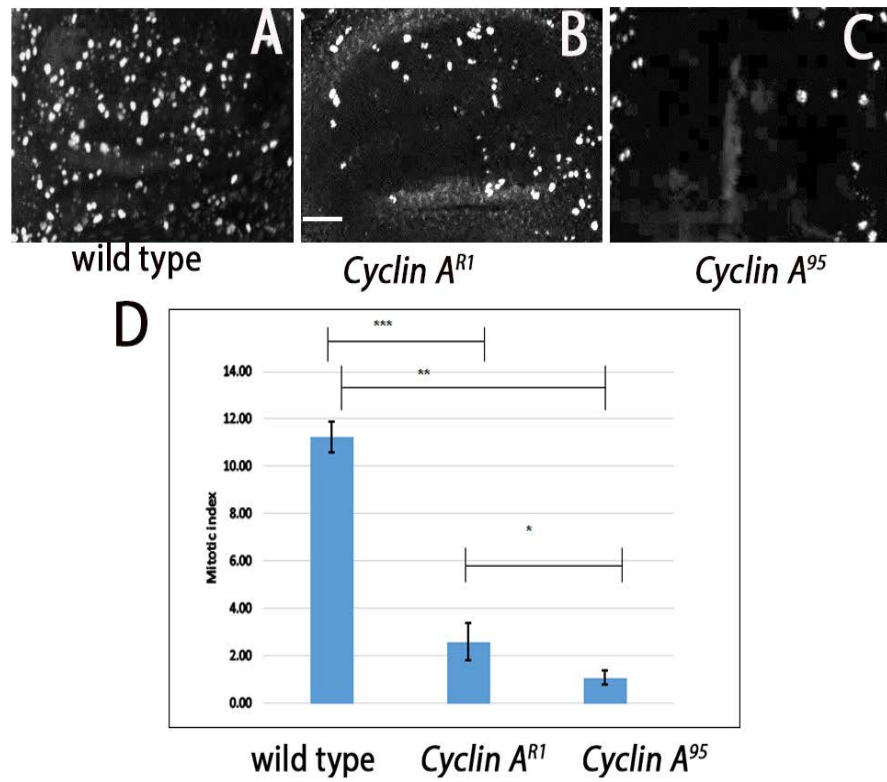 A B C
wild type Cyclin A^R1 Cyclin A^95
D
***
14.00 **
12.00
10.00
8.00
*
6.00
4.00
2.00
0.00
Mitotic index
wild type Cyclin A^R1 Cyclin A^95